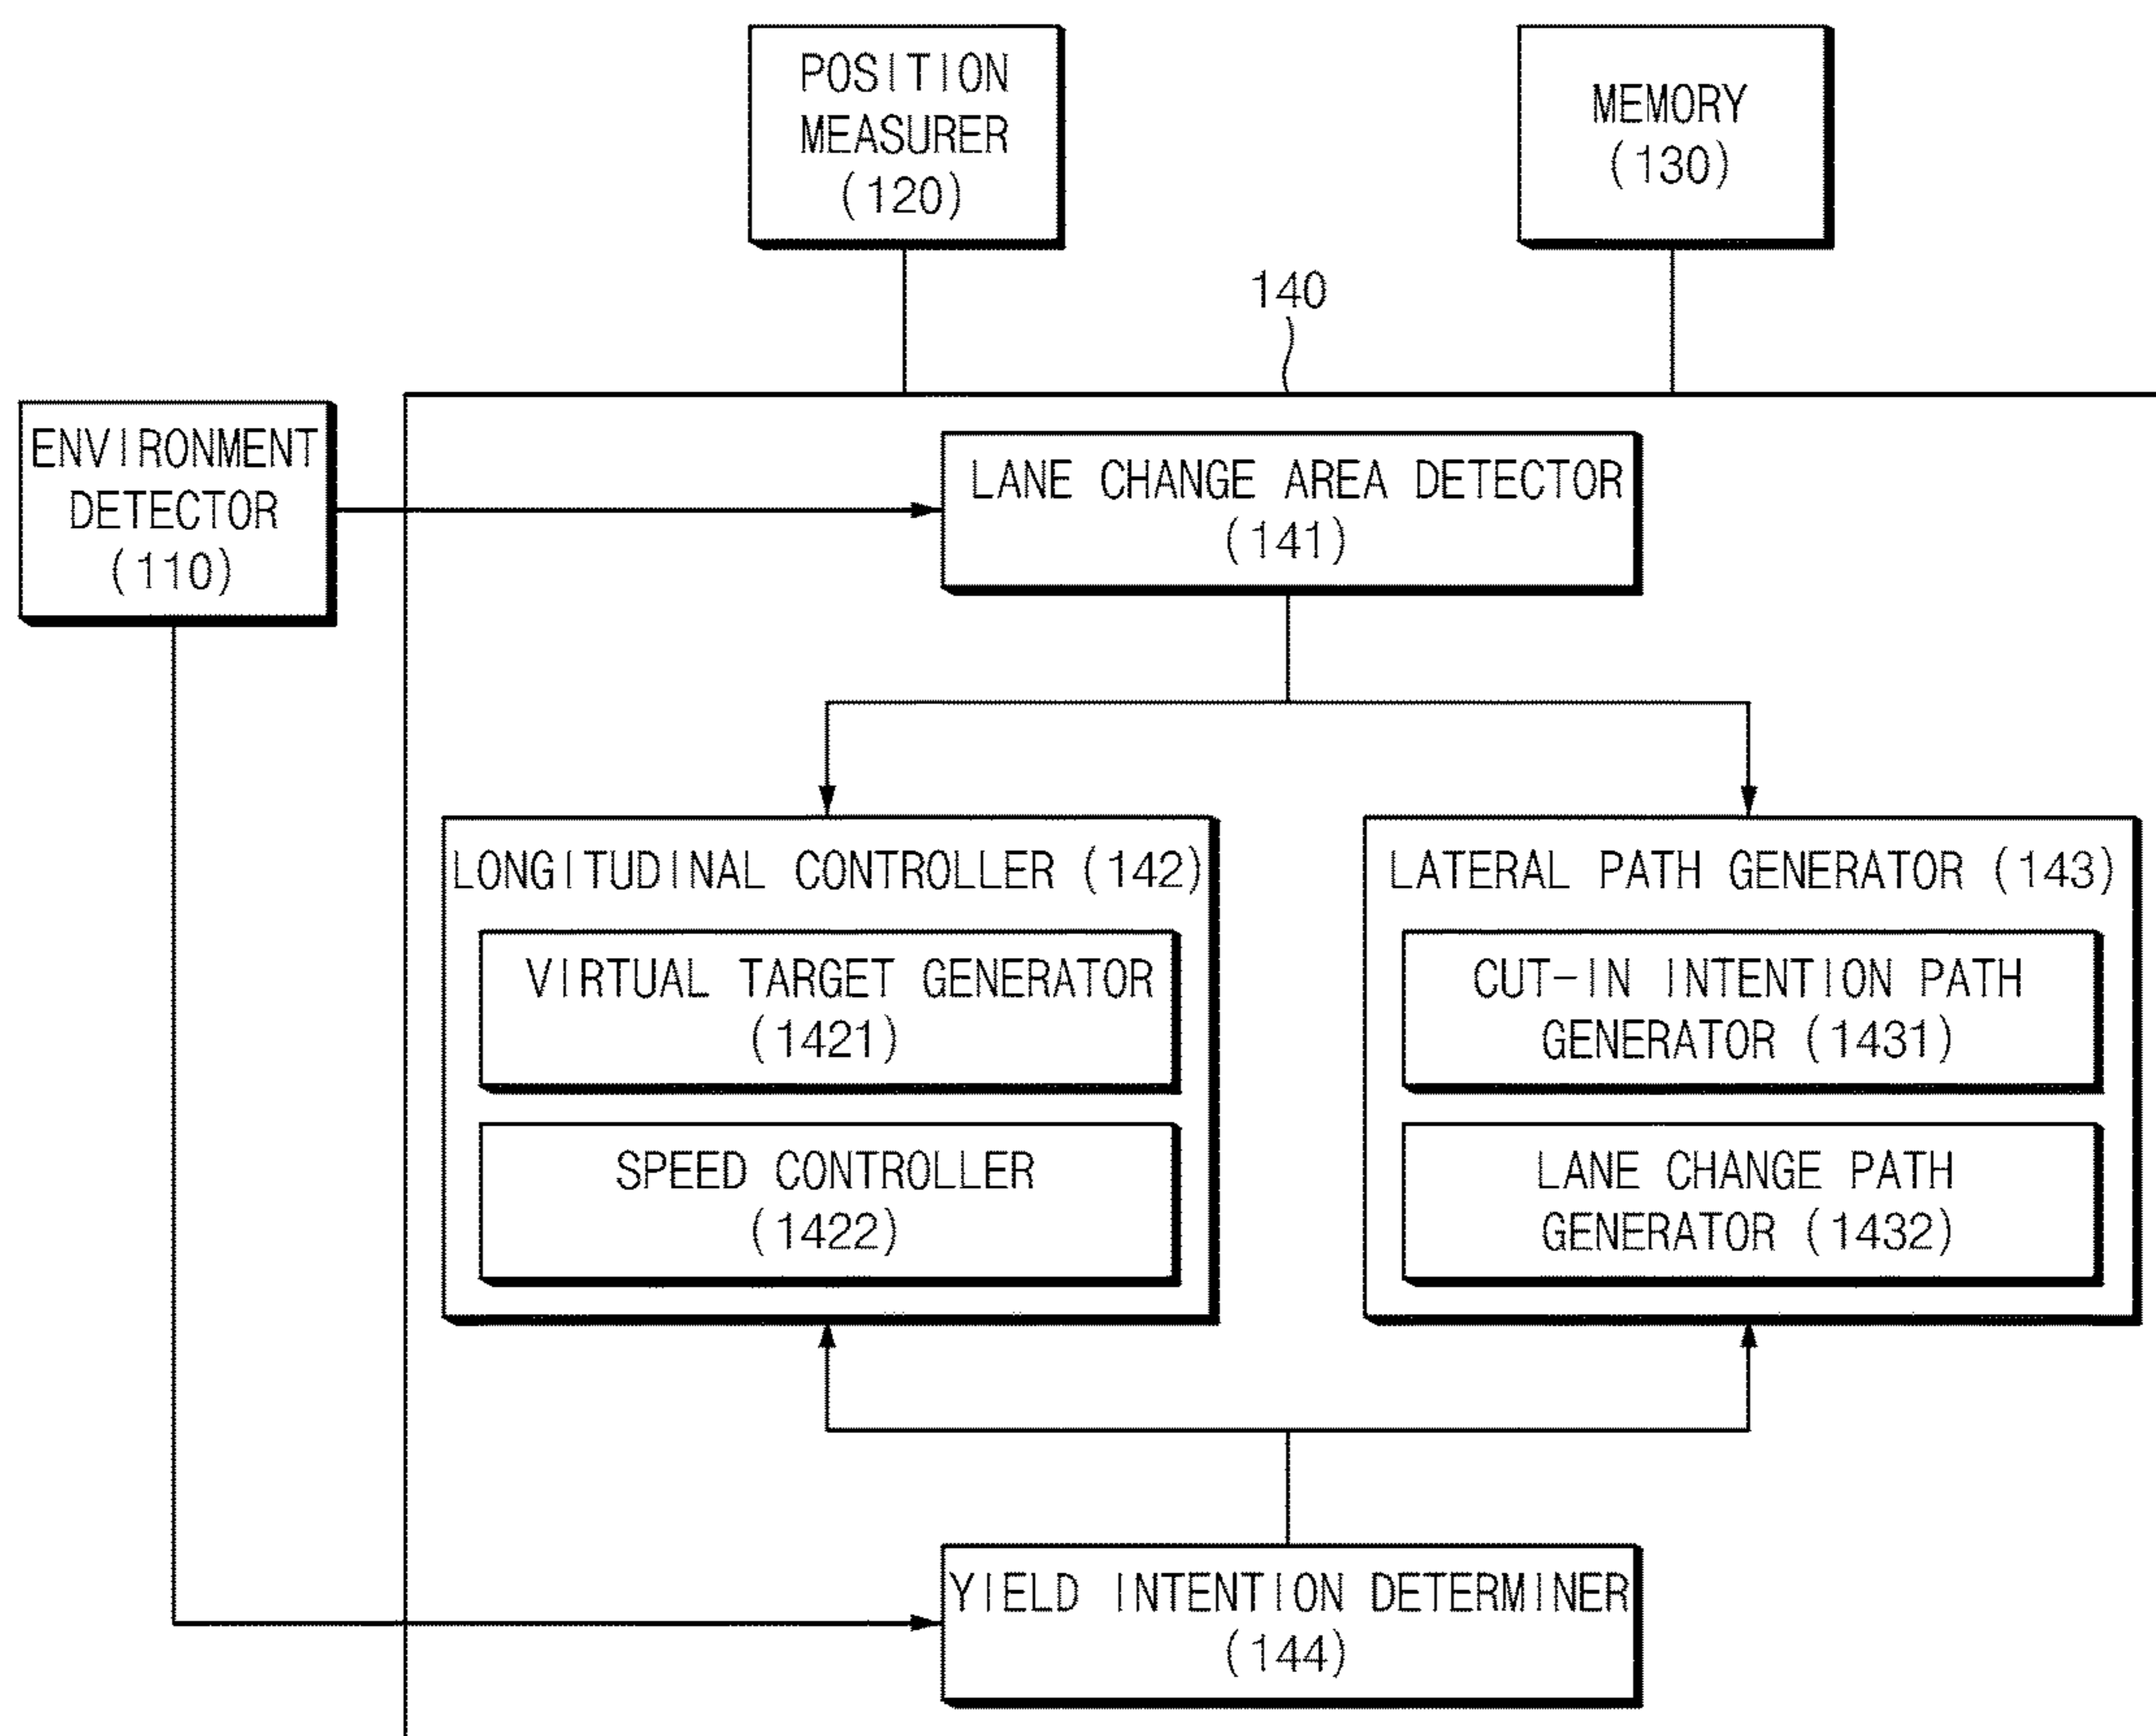 POSITION
MEASURER
(120)
MEMORY
(130)
140
ENVIRONMENT
DETECTOR
(110)
LANE CHANGE AREA DETECTOR
(141)
LONGITUDINAL CONTROLLER (142)
VIRTUAL TARGET GENERATOR
(1421)
SPEED CONTROLLER
(1422)
LATERAL PATH GENERATOR (143)
CUT-IN INTENTION PATH
GENERATOR (1431)
LANE CHANGE PATH
GENERATOR (1432)
YIELD INTENTION DETERMINER
(144)